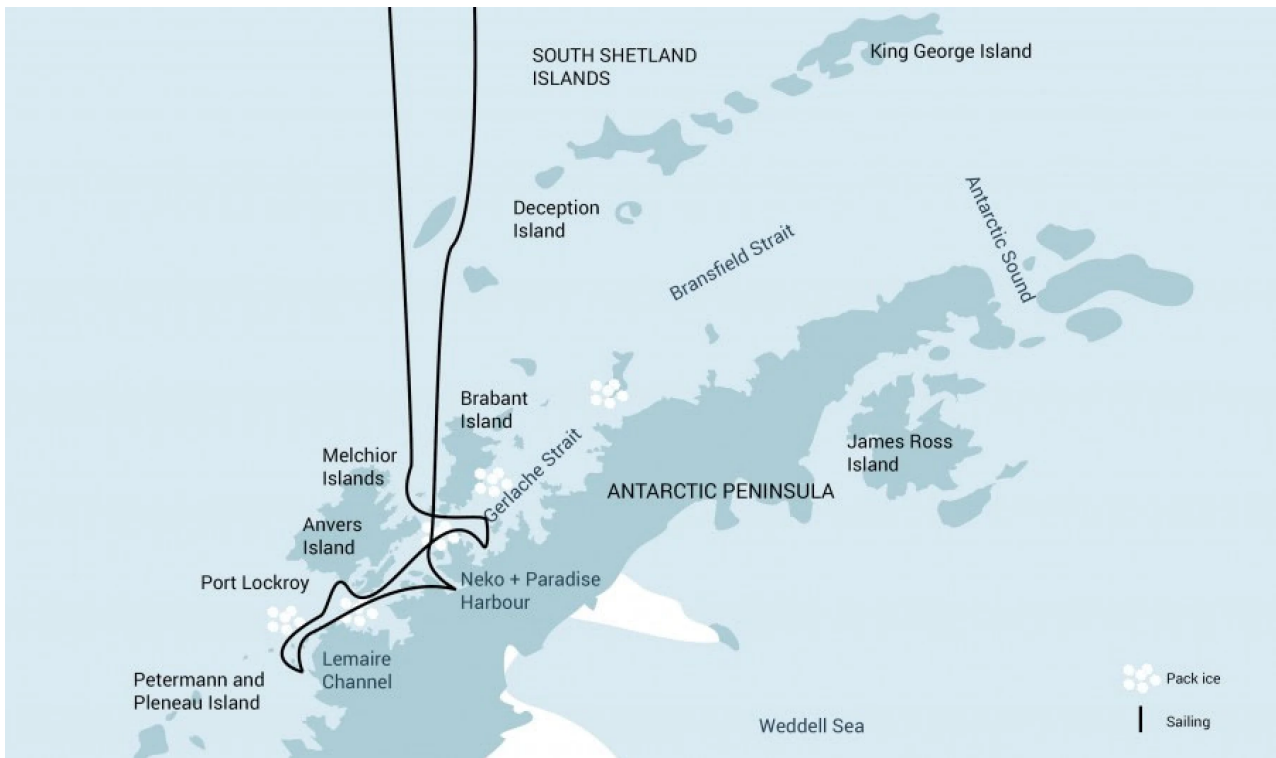 SOUTH SHETLAND
ISLANDS
King George Island
Deception
Island
Antarctic Sound
Bransfield Strait
Brabant
Island
Gerlache Strait
Melchior
Islands
James Ross
Island
ANTARCTIC PENINSULA
Anvers
Island
Port Lockroy
Neko + Paradise
Harbour
Lemaire
Channel
Petermann and
Pleneau Island
Weddell Sea
Pack ice
Sailing